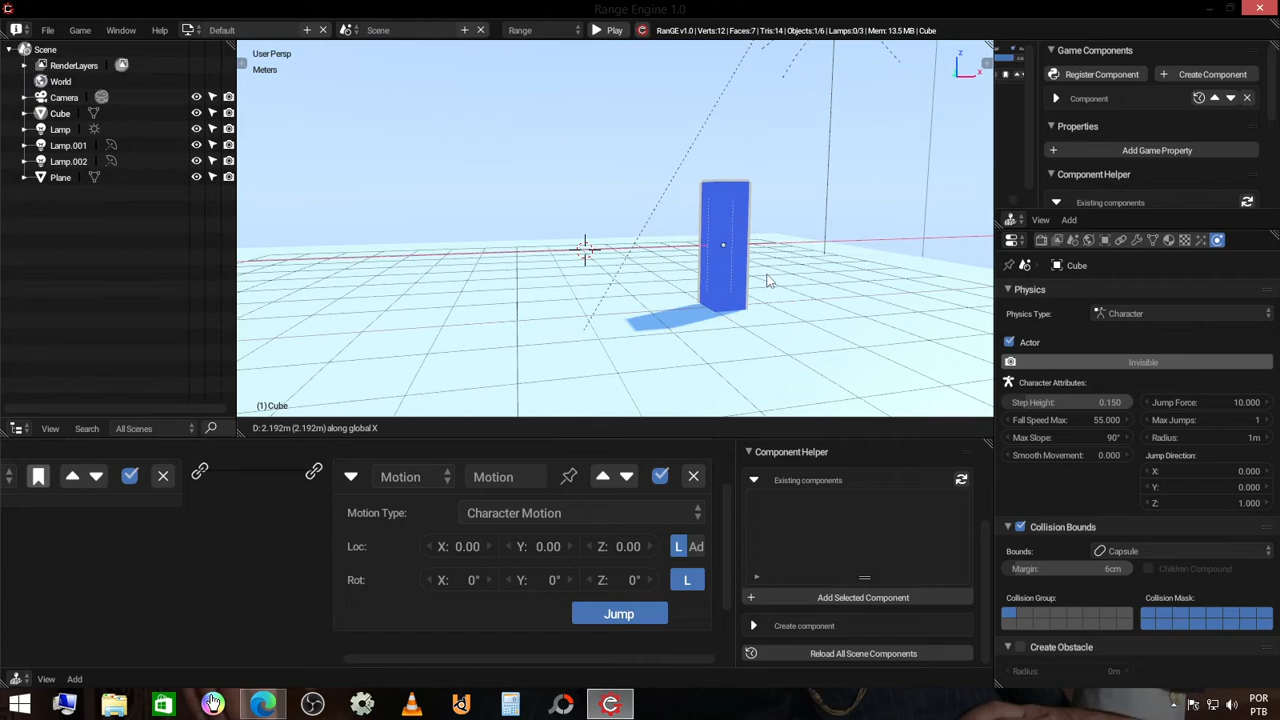 Range Engine 1.0
File Game Window Help Default Scene Range Play RanGE v1.0 | Verts:12 | Faces:7 | Tris:14 | Objects:1/6 | Lamps:0/3 | Mem: 13.5 MB | Cube
Scene
RenderLayers
World
Camera
Cube
Lamp
Lamp.001
Lamp.002
Plane
View Search All Scenes
User Persp
Meters
z
x
(1) Cube
D: 2.192m (2.192m) along global X
Game Components
Register Component Create Component
Component
Properties
Add Game Property
Component Helper
Existing components
View Add
Cube
Physics
Physics Type: Character
Actor
Invisible
Character Attributes:
Step Height: 0.150 Jump Force: 10.000
Fall Speed Max: 55.000 Max Jumps: 1
Max Slope: 90° Radius: 1m
Smooth Movement: 0.000 Jump Direction:
X: 0.000
Y: 0.000
Z: 1.000
Collision Bounds
Bounds: Capsule
Margin: 6cm Children Compound
Collision Group: Collision Mask:
Create Obstacle
Radius: 0m
Motion Motion
Motion Type: Character Motion
Loc: X: 0.00 Y: 0.00 Z: 0.00 L Ad
Rot: X: 0° Y: 0° Z: 0° L
Jump
Component Helper
Existing components
Add Selected Component
Create component
Reload All Scene Components
View Add
POR
PTB